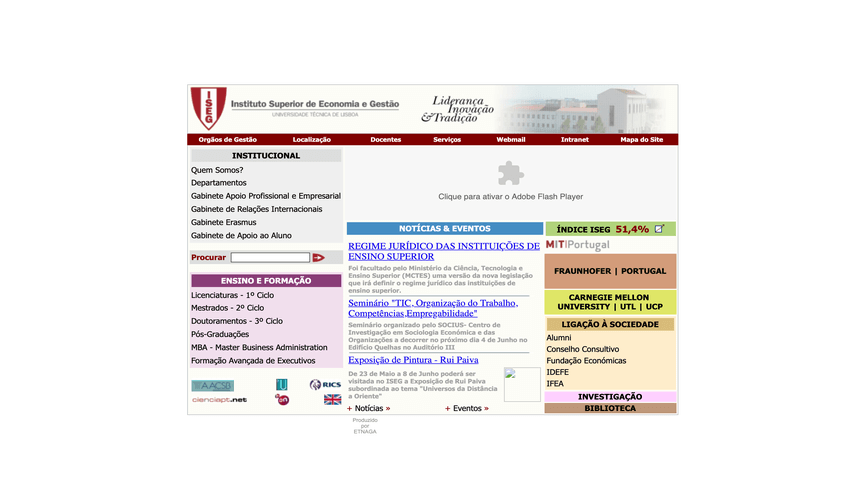 ISEG
Instituto Superior de Economia e Gestão
UNIVERSIDADE TÉCNICA DE LISBOA
Liderança
Inovação
&Tradição
Orgãos de Gestão Localização Docentes Serviços Webmail Intranet Mapa do Site
INSTITUCIONAL
Quem Somos?
Departamentos
Gabinete Apoio Profissional e Empresarial
Gabinete de Relações Internacionais
Gabinete Erasmus
Gabinete de Apoio ao Aluno
Procurar
ENSINO E FORMAÇÃO
Licenciaturas - 1º Ciclo
Mestrados - 2º Ciclo
Doutoramentos - 3º Ciclo
Pós-Graduações
MBA - Master Business Administration
Formação Avançada de Executivos
AACSB
RICS
cienciapt.net
Clique para ativar o Adobe Flash Player
NOTÍCIAS & EVENTOS
REGIME JURÍDICO DAS INSTITUIÇÕES DE
ENSINO SUPERIOR
Foi facultado pelo Ministério da Ciência, Tecnologia e
Ensino Superior (MCTES) uma versão da nova legislação
que irá definir o regime jurídico das instituições de
ensino superior.
Seminário "TIC, Organização do Trabalho,
Competências,Empregabilidade"
Seminário organizado pelo SOCIUS- Centro de
Investigação em Sociologia Económica e das
Organizações a decorrer no próximo dia 4 de Junho no
Edifício Quelhas no Auditório III
Exposição de Pintura - Rui Paiva
De 23 de Maio a 8 de Junho poderá ser
visitada no ISEG a Exposição de Rui Paiva
subordinada ao tema "Universos da Distância
a Oriente"
+ Notícias » + Eventos »
Produzido
por
ETNAGA
ÍNDICE ISEG 51,4%
MIT|Portugal
FRAUNHOFER | PORTUGAL
CARNEGIE MELLON
UNIVERSITY | UTL | UCP
LIGAÇÃO À SOCIEDADE
Alumni
Conselho Consultivo
Fundação Económicas
IDEFE
IFEA
INVESTIGAÇÃO
BIBLIOTECA